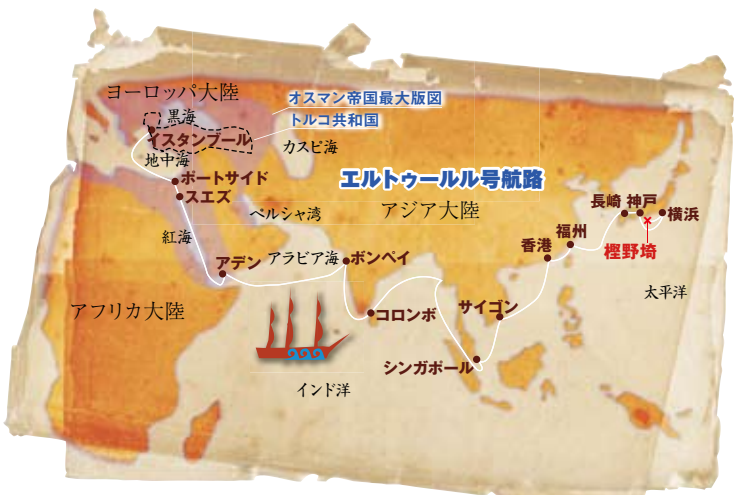 ヨーロッパ大陸
オスマン帝国最大版図
黒海
トルコ共和国
イスタンブール
カスピ海
地中海
ポートサイド
エルトゥールル号航路
スエズ
ペルシャ湾
アジア大陸
長崎
神戸
横浜
紅海
福州
香港
樫野埼
アデン
アラビア海
ボンベイ
太平洋
アフリカ大陸
コロンボ
サイゴン
シンガポール
インド洋